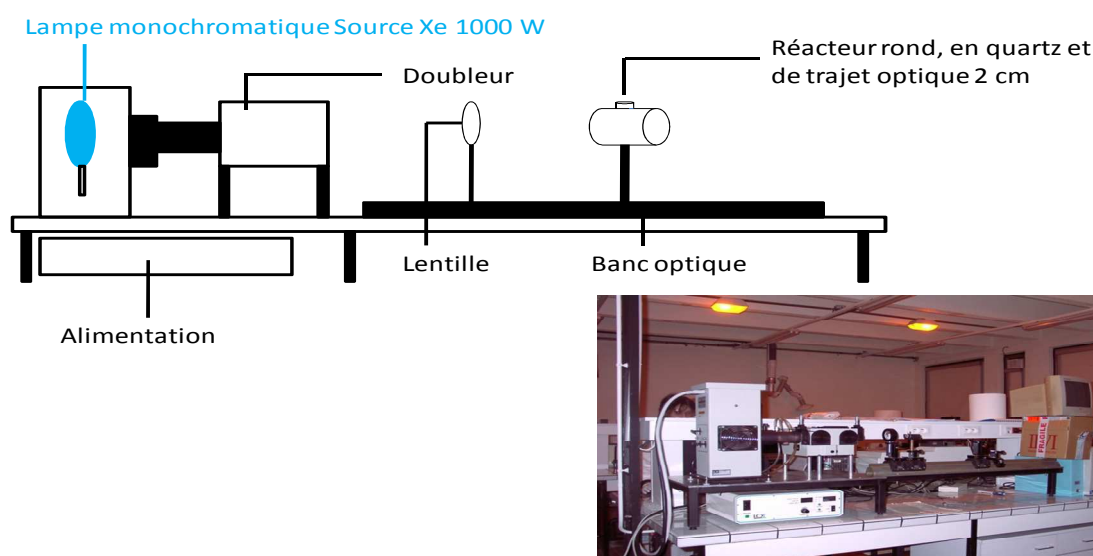 Lampe monochromatique Source Xe 1000 W
Réacteur rond, en quartz et
de trajet optique 2 cm
Doubleur
Lentille
Banc optique
Alimentation
FRAGILE